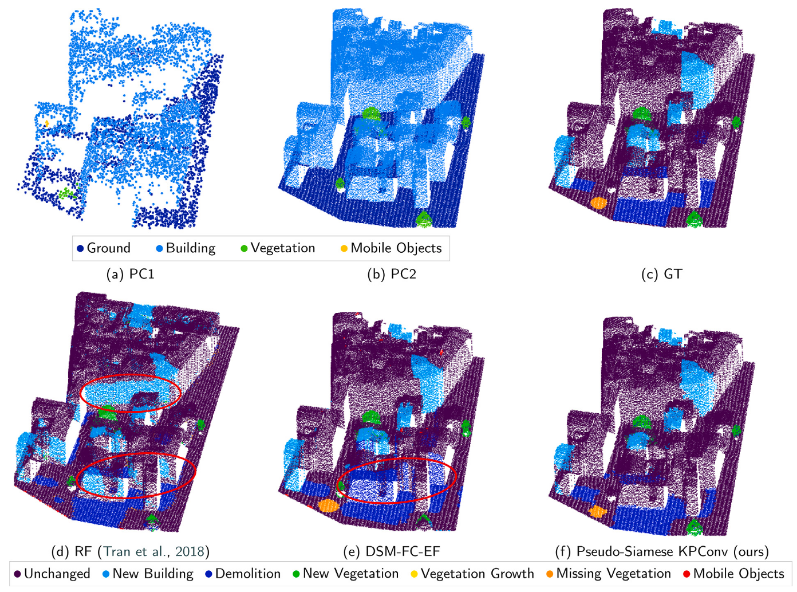 Ground Building Vegetation Mobile Objects
(a) PC1 (b) PC2 (c) GT
(d) RF (Tran et al., 2018) (e) DSM-FC-EF (f) Pseudo-Siamese KPConv (ours)
Unchanged New Building Demolition New Vegetation Vegetation Growth Missing Vegetation Mobile Objects